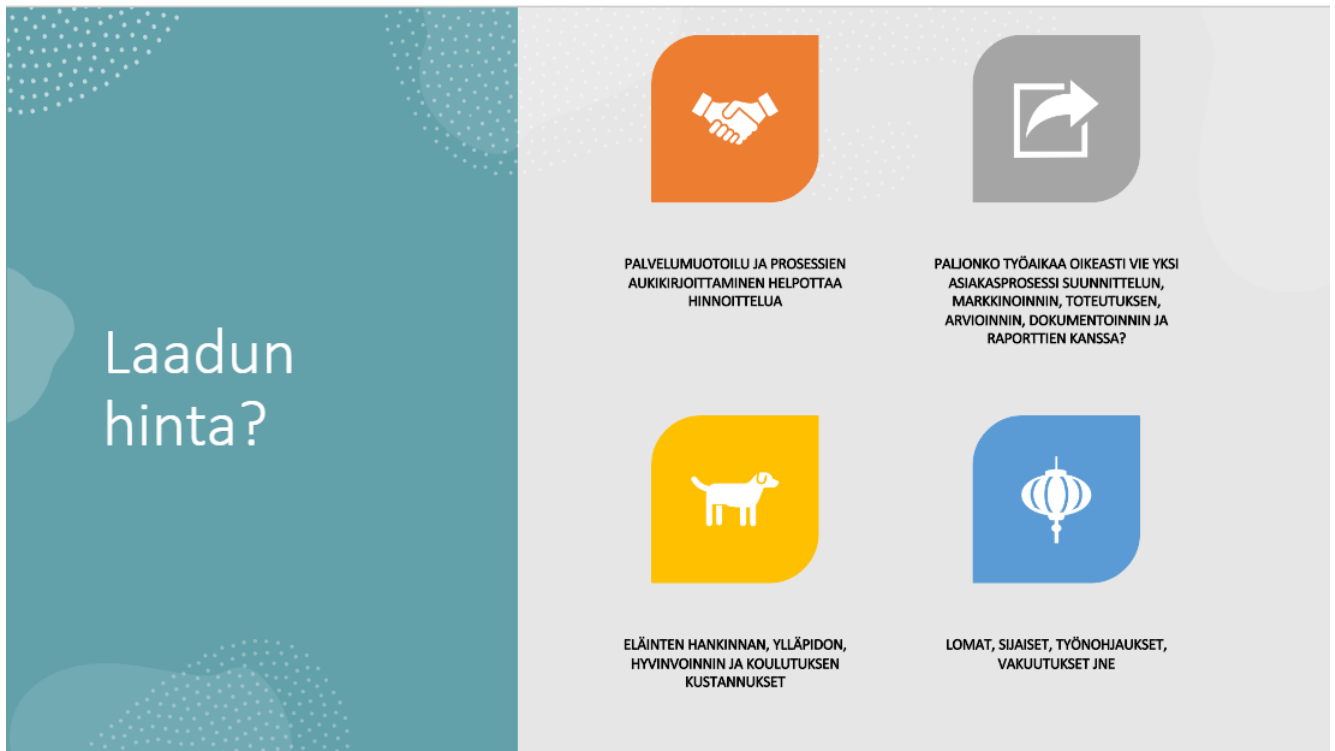 Laadun
hinta?
PALVELUMUOTOILU JA PROSESSIEN
AUKIKIRJOITTAMINEN HELPOTTAA
HINNOITTELUA
PALJONKO TYÖAIKAA OIKEASTI VIE YKSI
ASIAKASPROSESSI SUUNNITTELUN,
MARKKINOINNIN, TOTEUTUKSEN,
ARVIOINNIN, DOKUMENTOINNIN JA
RAPORTTIEN KANSSA?
ELÄINTEN HANKINNAN, YLLÄPIDON,
HYVINVOINNIN JA KOULUTUKSEN
KUSTANNUKSET
LOMAT, SIJAISET, TYÖNOHJAUKSET,
VAKUUTUKSET JNE